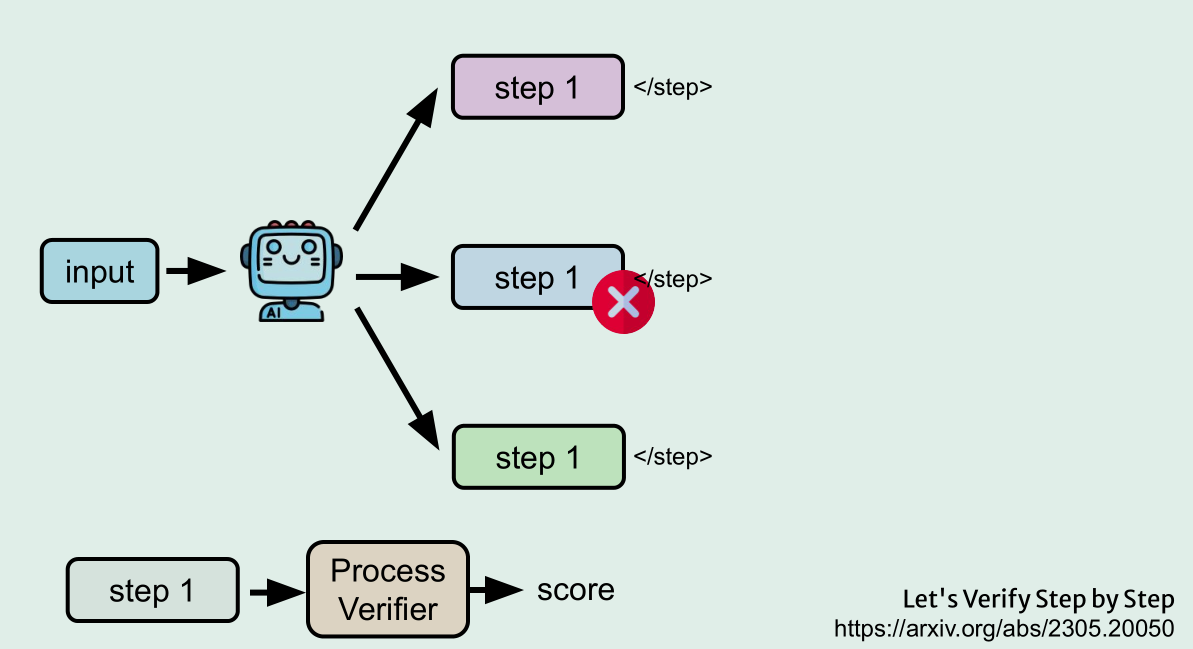 step 1 </step>
input
AI
step 1 </step>
step 1 </step>
step 1
Process
Verifier
score
Let's Verify Step by Step
https://arxiv.org/abs/2305.20050